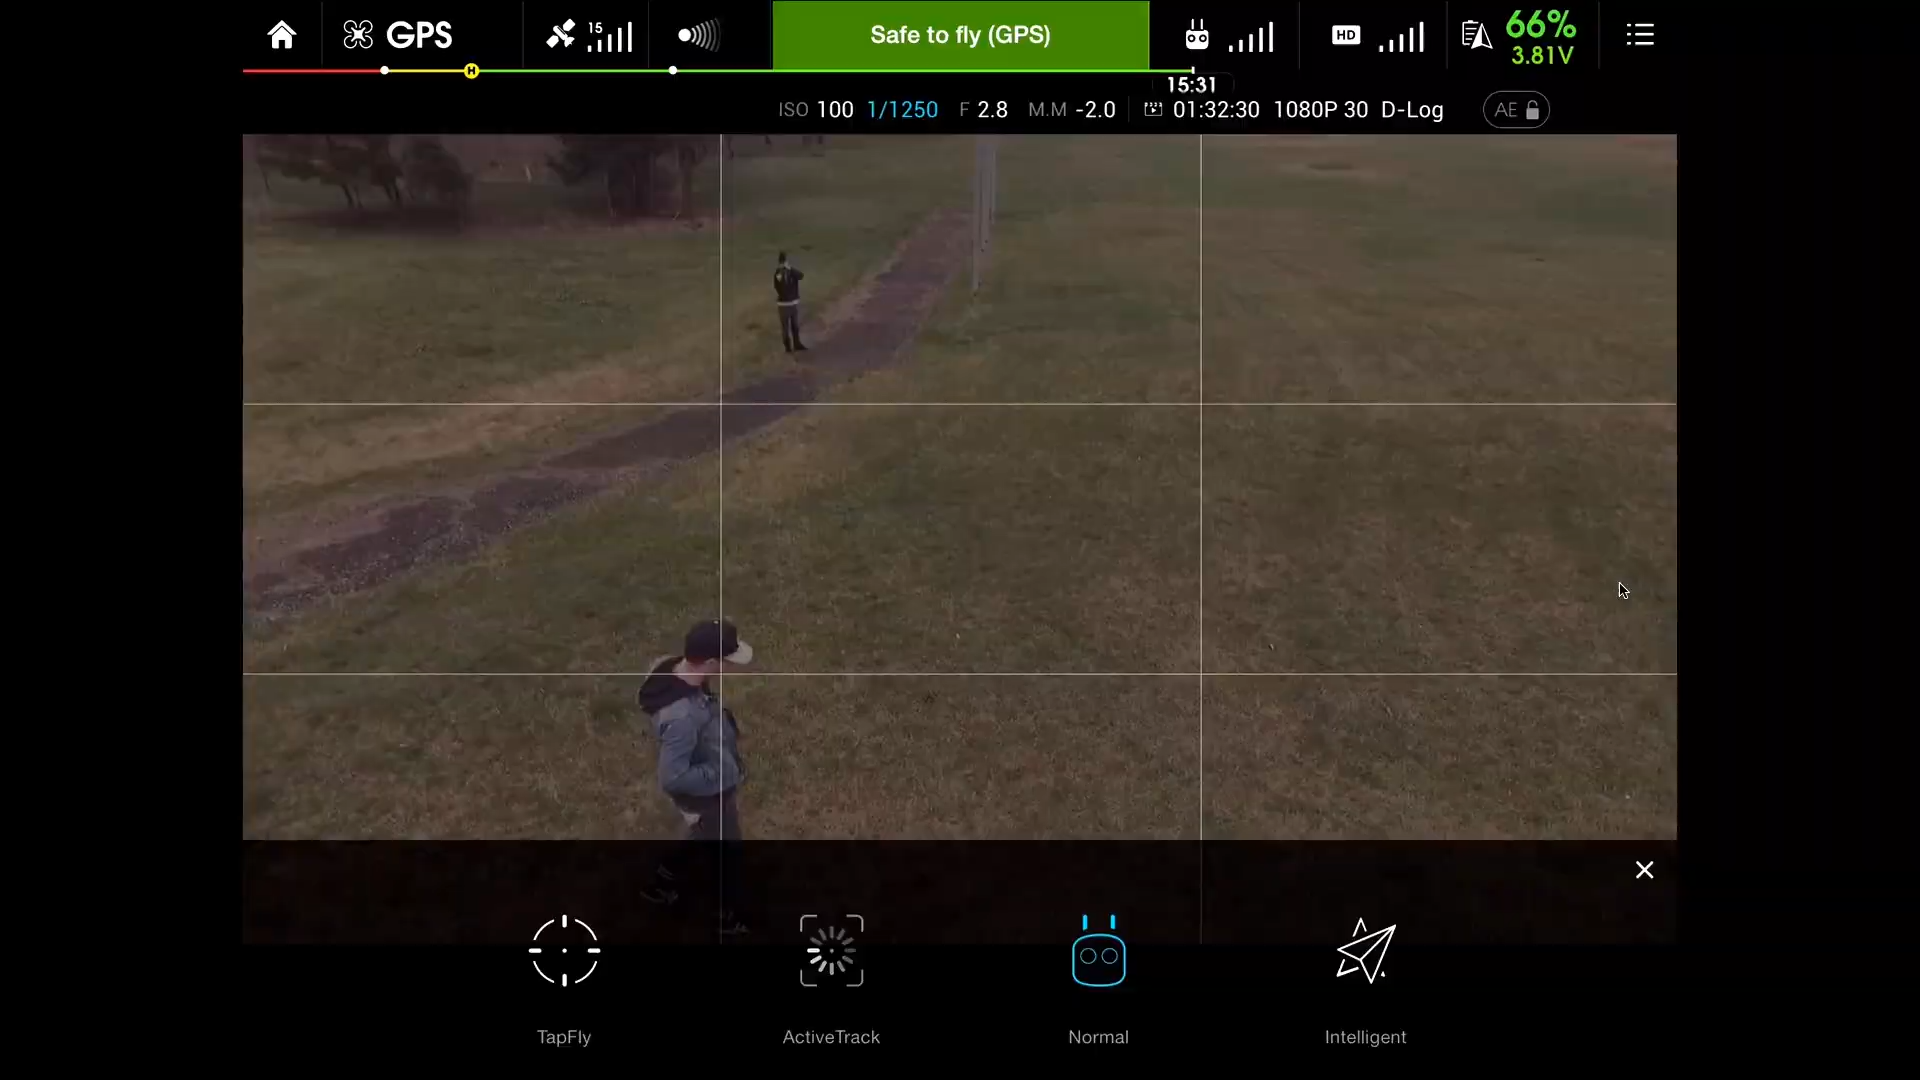 GPS
15
Safe to fly (GPS)
HD
66%
3.81V
H
15:31
ISO 100 1/1250 F 2.8 M.M -2.0 01:32:30 1080P 30 D-Log AE
TapFly
ActiveTrack
Normal
Intelligent